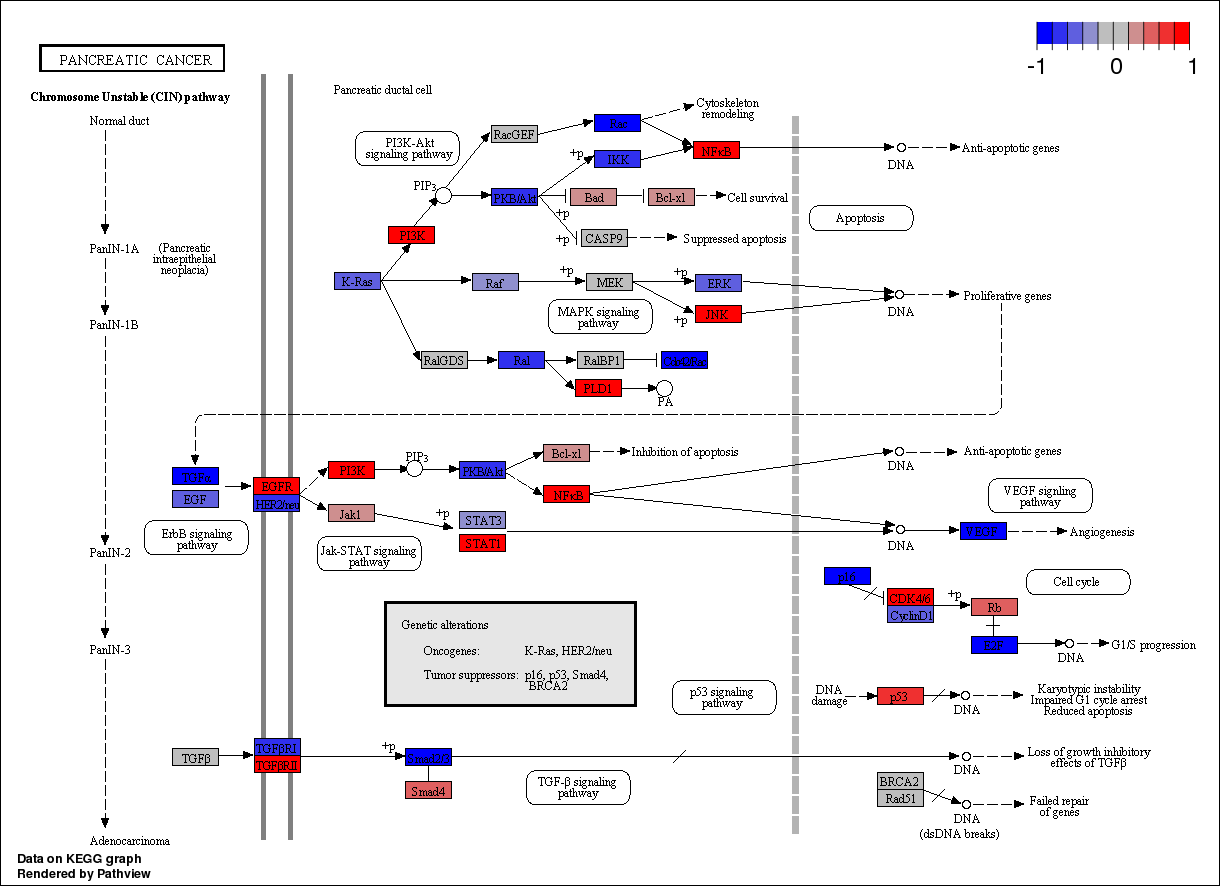 PANCREATIC CANCER
-1 0 1
Chromosome Unstable (CIN) pathway
Normal duct
PanIN-1A
(Pancreatic
intraepithelial
neoplacia)
PanIN-1B
PanIN-2
PanIN-3
Adenocarcinoma
Pancreatic ductal cell
PI3K-Akt
signaling pathway
RacGEF
Cytoskeleton
remodeling
+p
IKK
NFκB
DNA
Anti-apoptotic genes
PIP3
PKB/Akt
Bad
Bcl-xl
Cell survival
+p
Apoptosis
PI3K
+p
CASP9
Suppressed apoptosis
K-Ras
Raf
+p
MEK
+p
ERK
DNA
Proliferative genes
MAPK signaling
pathway
+p
JNK
RalGDS
Ral
RalBP1
PLD1
PA
EGF
EGFR
HER2/neu
ErbB signaling
pathway
PI3K
PIP3
PKB/Akt
Bcl-xl
Inhibition of apoptosis
NFκB
DNA
Anti-apoptotic genes
Jak1
+p
STAT3
STAT1
Jak-STAT signaling
pathway
VEGF signling
pathway
DNA
Angiogenesis
p16
CDK4/6
CyclinD1
+p
Rb
Cell cycle
DNA
G1/S progression
Genetic alterations
Oncogenes: K-Ras, HER2/neu
Tumor suppressors: p16, p53, Smad4,
BRCA2
p53 signaling
pathway
DNA
damage
p53
DNA
Karyotypic instability
Impaired G1 cycle arrest
Reduced apoptosis
TGFβ
TGFβRI
TGFβRII
+p
Smad2/3
Smad4
TGF-β signaling
pathway
DNA
Loss of growth inhibitory
effects of TGFβ
BRCA2
Rad51
DNA
(dsDNA breaks)
Failed repair
of genes
Data on KEGG graph
Rendered by Pathview